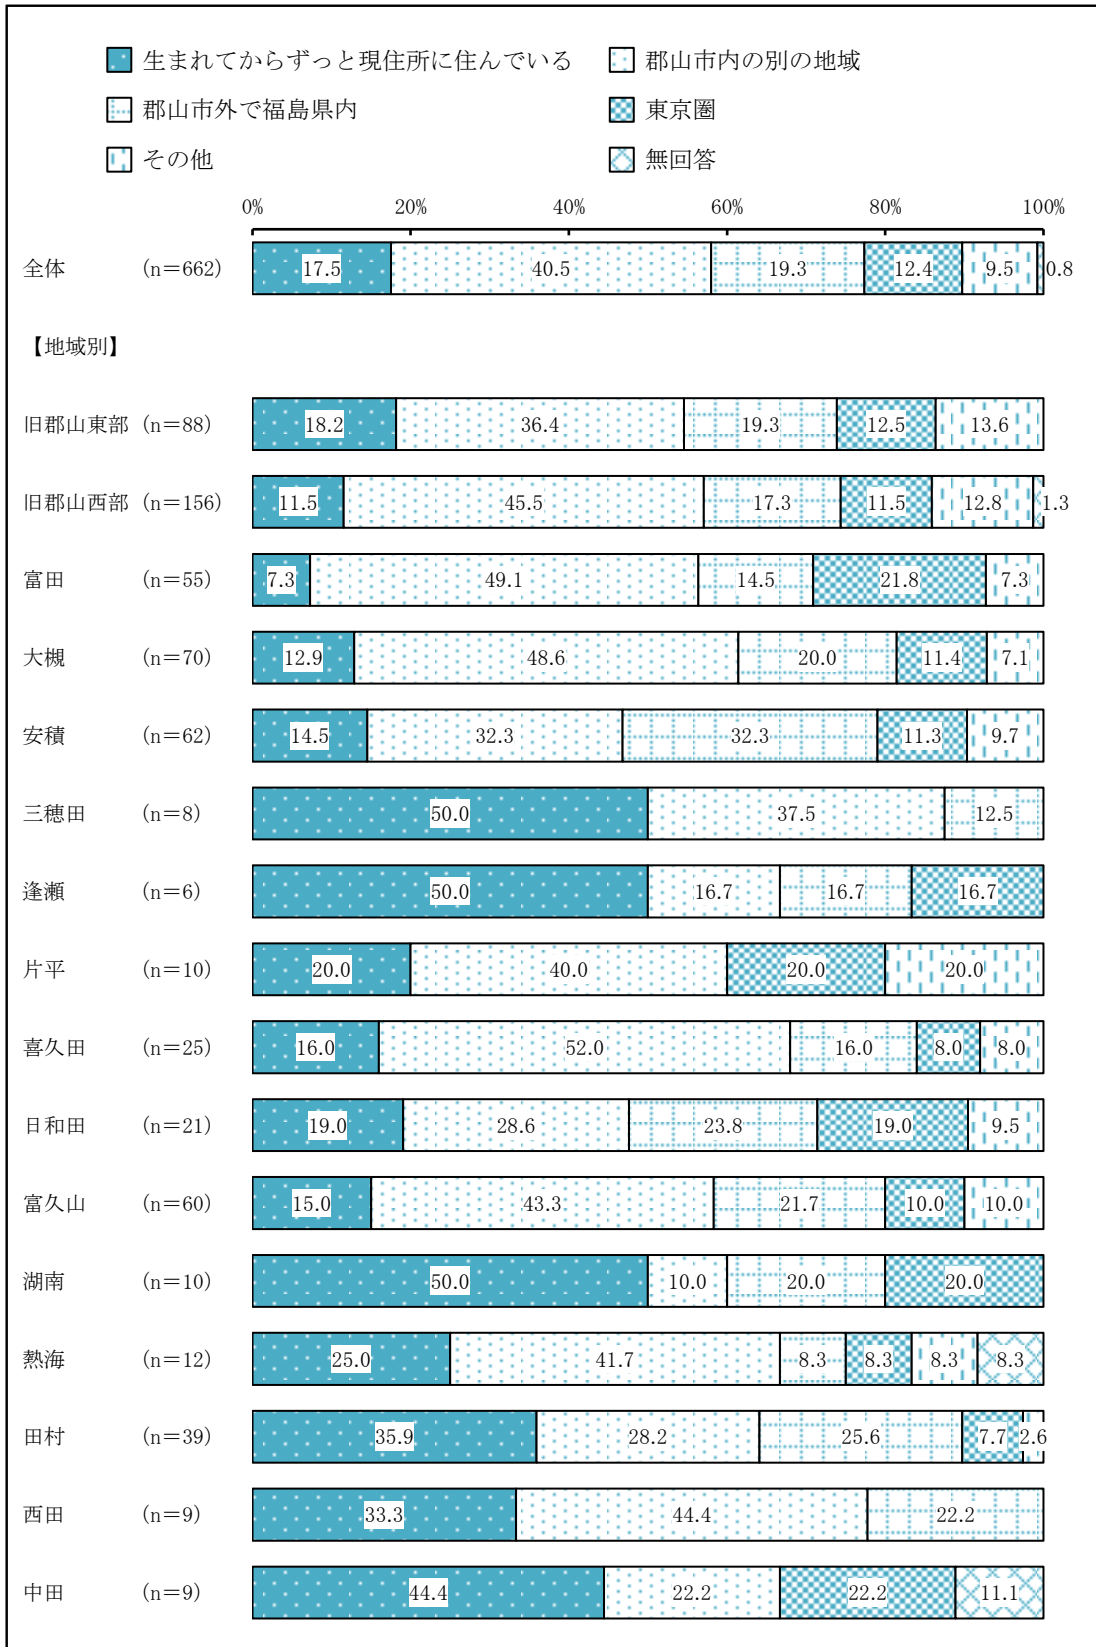 生まれてからずっと現住所に住んでいる 郡山市内の別の地域
郡山市外で福島県内 東京圏
その他 無回答
0% 20% 40% 60% 80% 100%
全体 (n＝662) 17.5 40.5 19.3 12.4 9.5 0.8
【地域別】
旧郡山東部 (n＝88) 18.2 36.4 19.3 12.5 13.6
旧郡山西部 (n＝156) 11.5 45.5 17.3 11.5 12.8 1.3
富田 (n＝55) 7.3 49.1 14.5 21.8 7.3
大槻 (n＝70) 12.9 48.6 20.0 11.4 7.1
安積 (n＝62) 14.5 32.3 32.3 11.3 9.7
三穂田 (n＝8) 50.0 37.5 12.5
逢瀬 (n＝6) 50.0 16.7 16.7 16.7
片平 (n＝10) 20.0 40.0 20.0 20.0
喜久田 (n＝25) 16.0 52.0 16.0 8.0 8.0
日和田 (n＝21) 19.0 28.6 23.8 19.0 9.5
富久山 (n＝60) 15.0 43.3 21.7 10.0 10.0
湖南 (n＝10) 50.0 10.0 20.0 20.0
熱海 (n＝12) 25.0 41.7 8.3 8.3 8.3 8.3
田村 (n＝39) 35.9 28.2 25.6 7.7 2.6
西田 (n＝9) 33.3 44.4 22.2
中田 (n＝9) 44.4 22.2 22.2 11.1